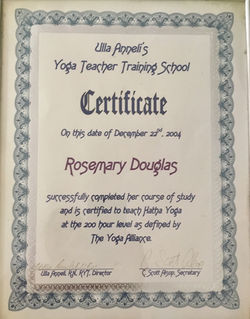 Ulla Anneli's
Yoga Teacher Training School
Certificate
On this date of December 22nd, 2004
Rosemary Douglas
successfully completed her course of study
and is certified to teach Hatha Yoga
at the 200 hour level as defined by
The Yoga Alliance.
Ulla Anneli, RN, RYT, Director
C. Scott Alsop, Secretary